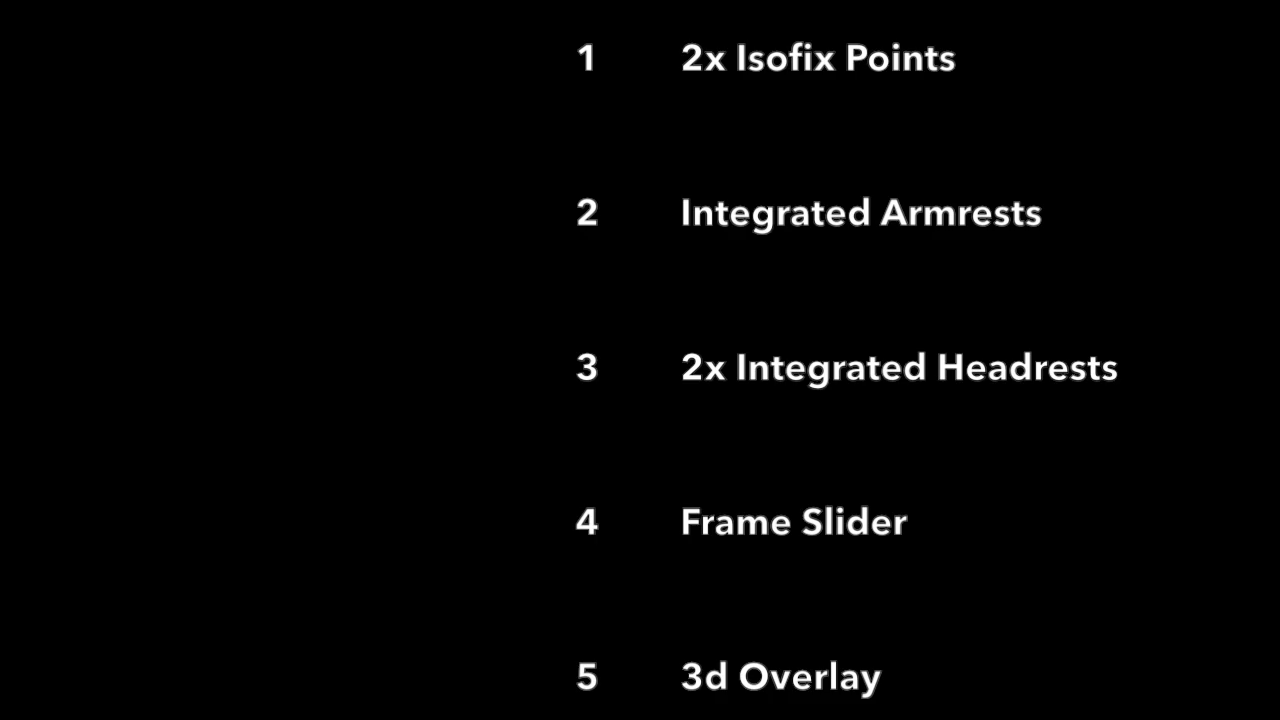 1 2x Isofix Points
2 Integrated Armrests
3 2x Integrated Headrests
4 Frame Slider
5 3d Overlay